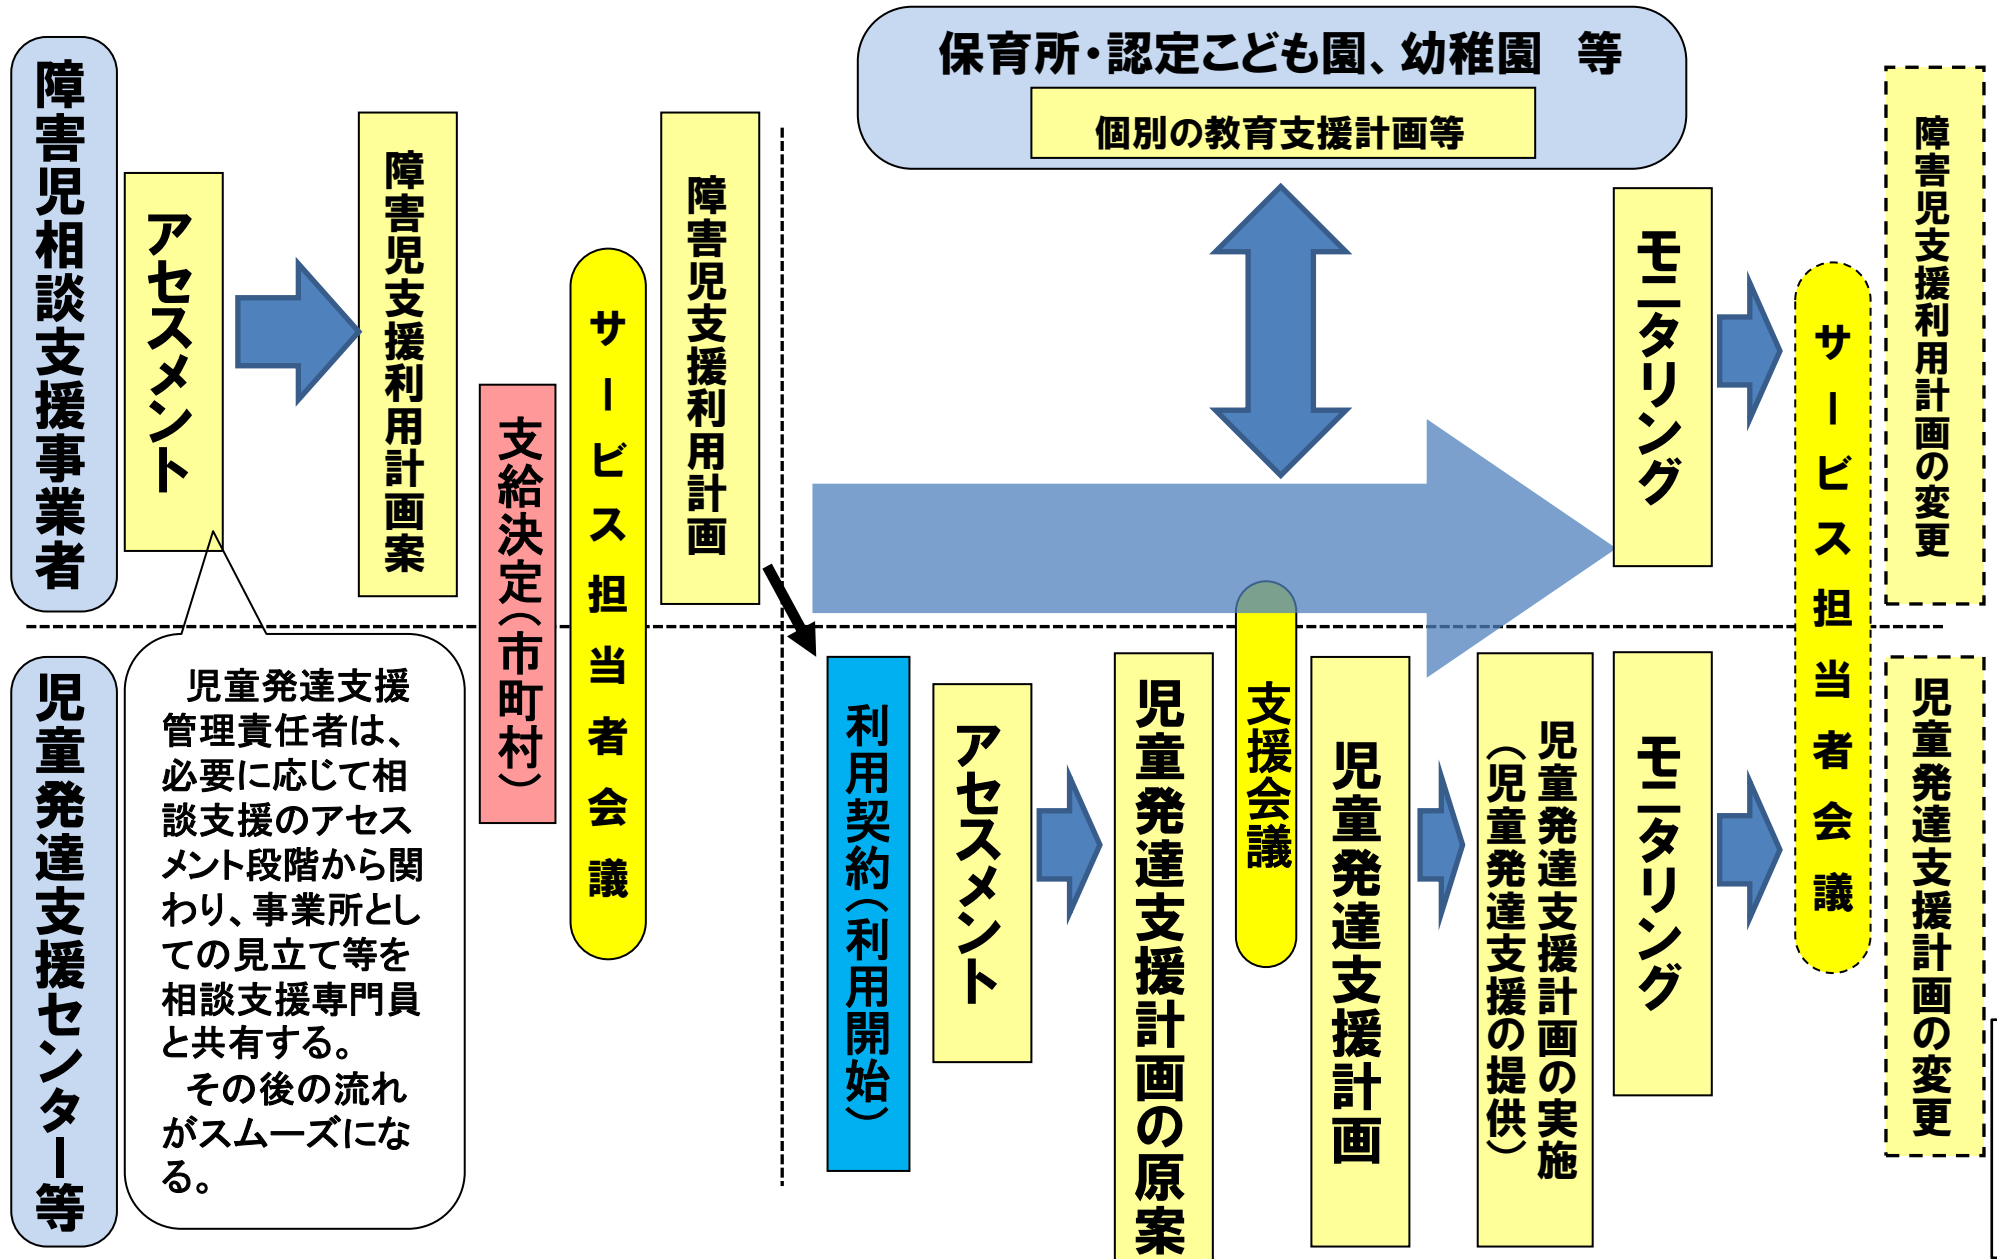 保育所・認定こども園、幼稚園　等
個別の教育支援計画等
障害児相談支援事業者
アセスメント
障害児支援利用計画案
支給決定（市町村）
サービス担当者会議
障害児支援利用計画
モニタリング
サービス担当者会議
障害児支援利用計画の変更
児童発達支援センター等
児童発達支援
管理責任者は、
必要に応じて相
談支援のアセス
メント段階から関
わり、事業所とし
ての見立て等を
相談支援専門員
と共有する。
その後の流れ
がスムーズにな
る。
利用契約（利用開始）
アセスメント
児童発達支援計画の原案
支援会議
児童発達支援計画
児童発達支援計画の実施
（児童発達支援の提供）
モニタリング
児童発達支援計画の変更